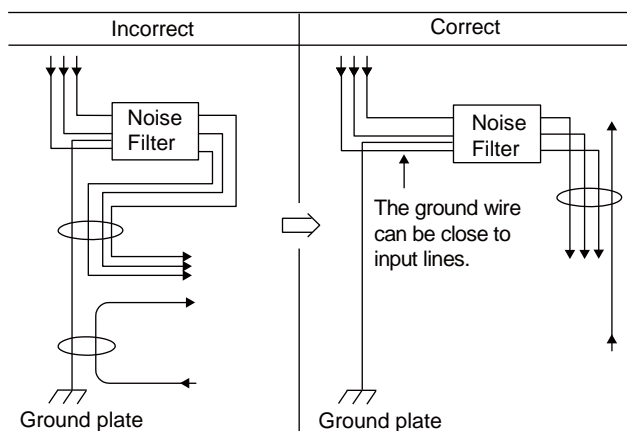 Incorrect
Correct
Noise
Filter
Ground plate
Noise
Filter
The ground wire
can be close to
input lines.
Ground plate